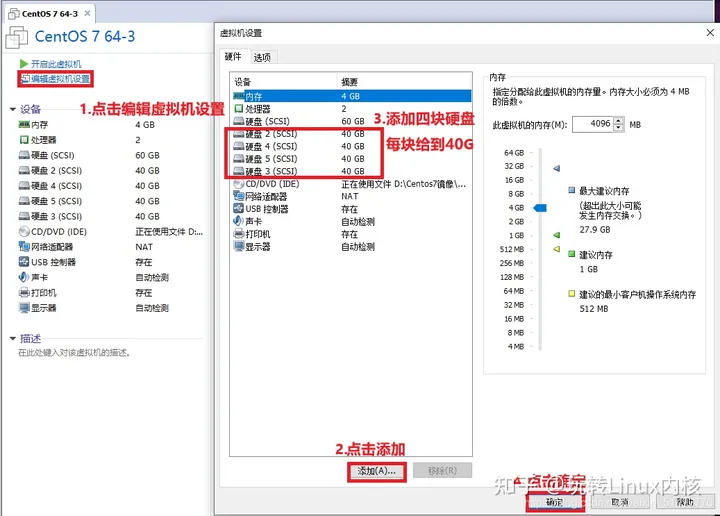 CentOS 7 64-3
CentOS 7 64-3
开启此虚拟机
编辑虚拟机设置
1.点击编辑虚拟机设置
设备
内存 4 GB
处理器 2
硬盘 (SCSI) 60 GB
硬盘 2 (SCSI) 40 GB
硬盘 4 (SCSI) 40 GB
硬盘 5 (SCSI) 40 GB
硬盘 3 (SCSI) 40 GB
CD/DVD (IDE) 正在使用文件 D:...
网络适配器 NAT
USB 控制器 存在
声卡 自动检测
打印机 存在
显示器 自动检测
描述
在此处键入对该虚拟机的描述。
虚拟机设置
硬件 选项
设备 摘要
内存 4 GB
处理器 2
硬盘 (SCSI) 60 GB
硬盘 2 (SCSI) 40 GB
硬盘 4 (SCSI) 40 GB
硬盘 5 (SCSI) 40 GB
硬盘 3 (SCSI) 40 GB
CD/DVD (IDE) 正在使用文件 D:\Centos7镜像\...
网络适配器 NAT
USB 控制器 存在
声卡 自动检测
打印机 存在
显示器 自动检测
3.添加四块硬盘
每块给到40G
2.点击添加
添加(A)... 移除(R)
内存
指定分配给此虚拟机的内存量。内存大小必须为 4 MB
的倍数。
此虚拟机的内存(M): 4096 MB
64 GB
32 GB
16 GB
8 GB
4 GB
2 GB
1 GB
512 MB
256 MB
128 MB
64 MB
32 MB
16 MB
8 MB
4 MB
最大建议内存
(超出此大小可能
发生内存交换。)
27.9 GB
建议内存
1 GB
建议的最小客户机操作系统内存
512 MB
4.点击确定
知乎 @玩转Linux内核
确定 取消 帮助